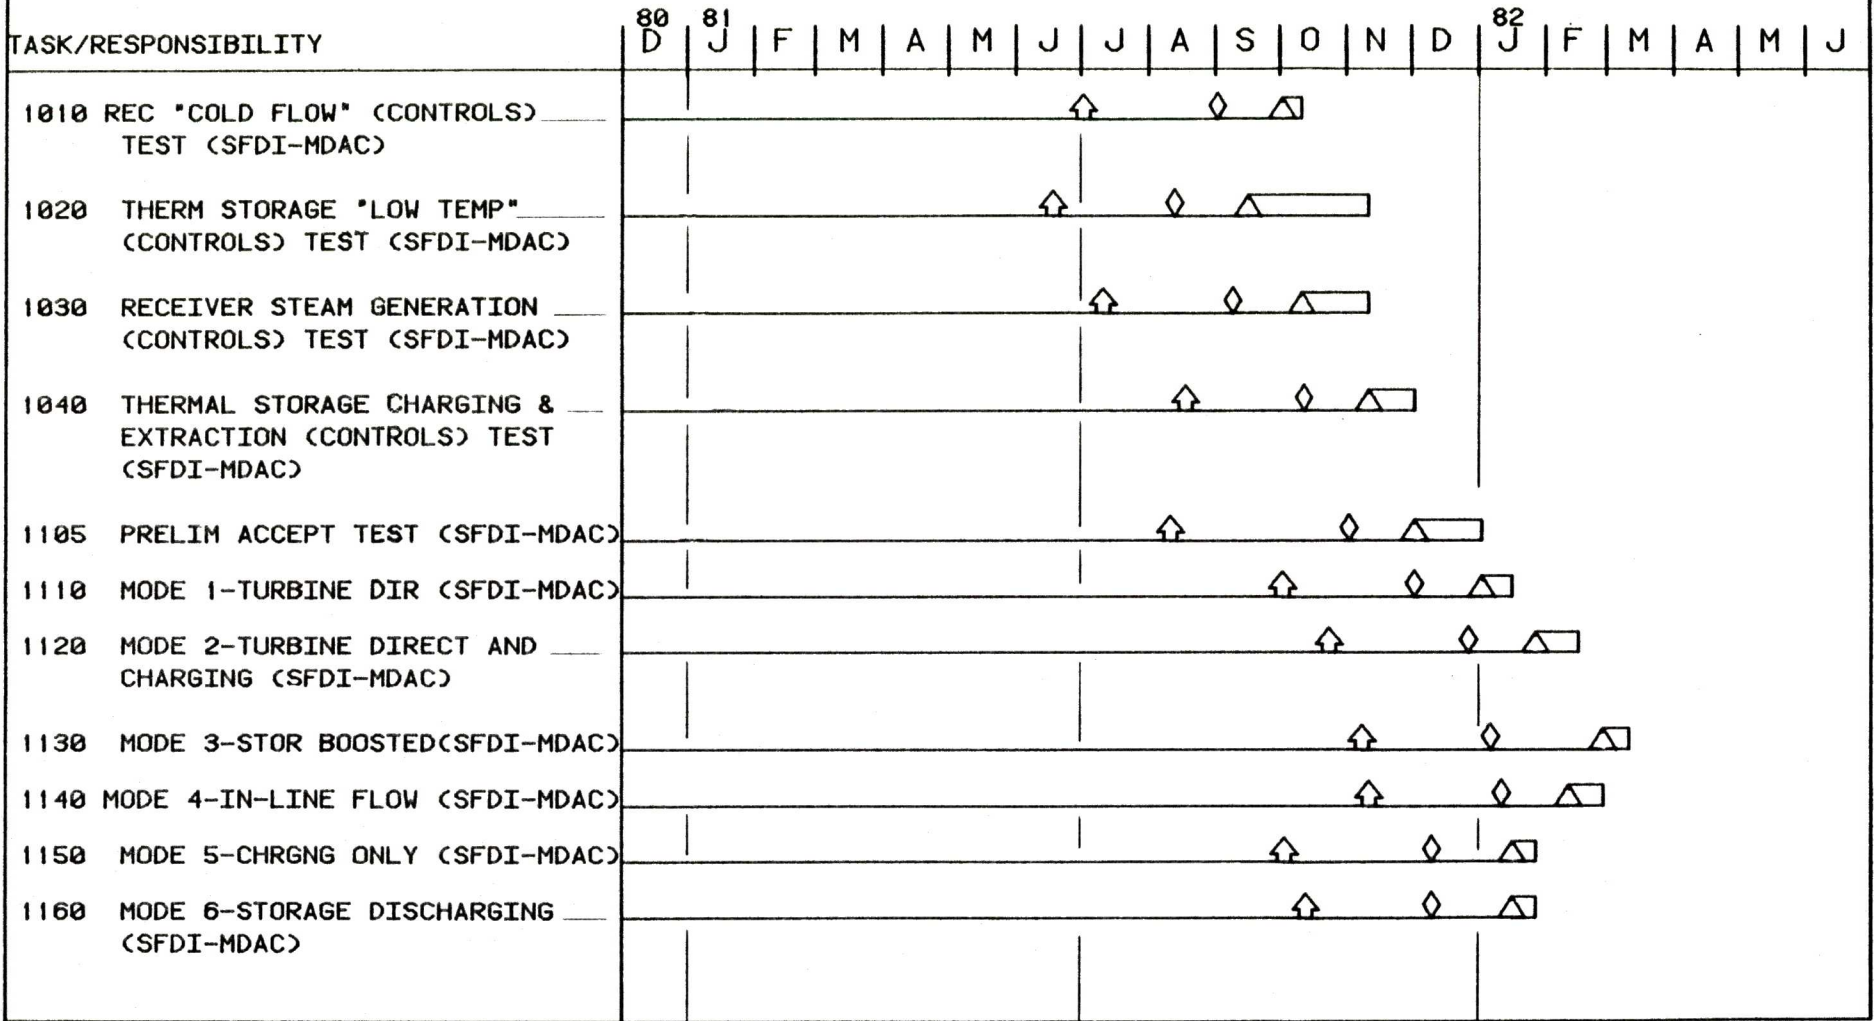 80 81 82
TASK/RESPONSIBILITY D J F M A M J J A S O N D J F M A M J
1010 REC "COLD FLOW" (CONTROLS)
TEST (SFDI-MDAC)
1020 THERM STORAGE "LOW TEMP"
(CONTROLS) TEST (SFDI-MDAC)
1030 RECEIVER STEAM GENERATION
(CONTROLS) TEST (SFDI-MDAC)
1040 THERMAL STORAGE CHARGING &
EXTRACTION (CONTROLS) TEST
(SFDI-MDAC)
1105 PRELIM ACCEPT TEST (SFDI-MDAC)
1110 MODE 1-TURBINE DIR (SFDI-MDAC)
1120 MODE 2-TURBINE DIRECT AND
CHARGING (SFDI-MDAC)
1130 MODE 3-STOR BOOSTED(SFDI-MDAC)
1140 MODE 4-IN-LINE FLOW (SFDI-MDAC)
1150 MODE 5-CHRGNG ONLY (SFDI-MDAC)
1160 MODE 6-STORAGE DISCHARGING
(SFDI-MDAC)